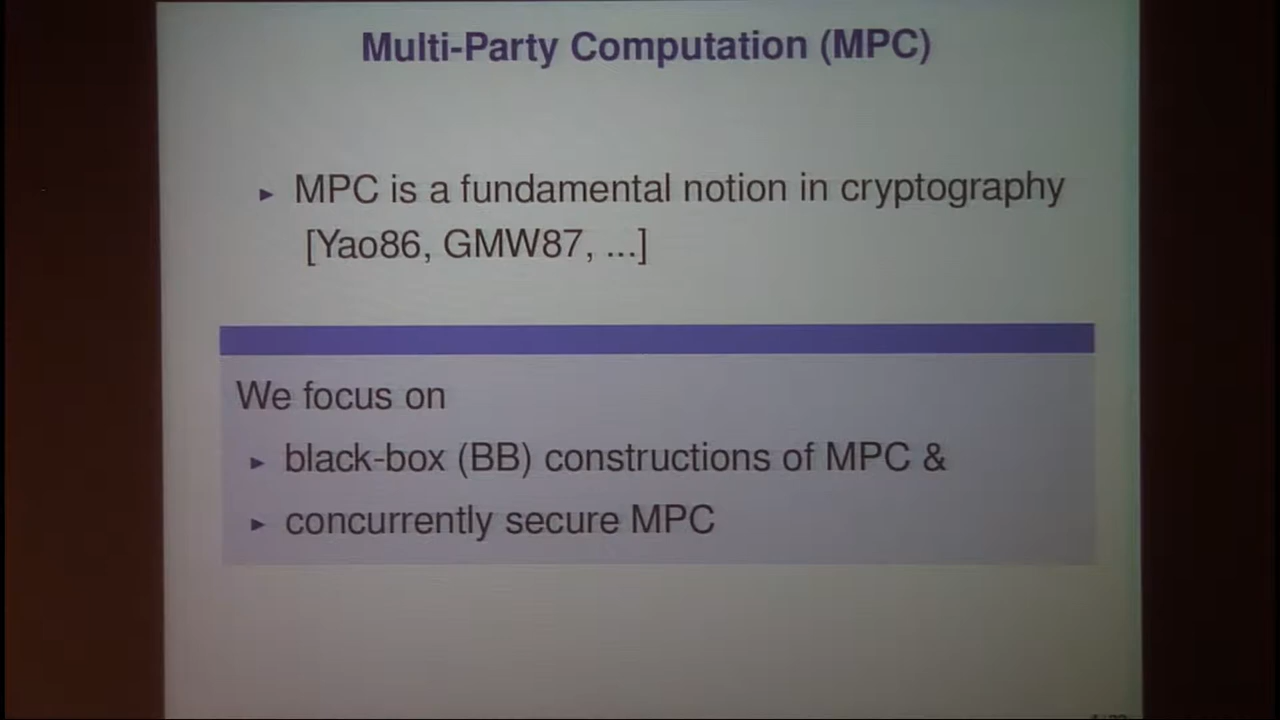 Multi-Party Computation (MPC)
► MPC is a fundamental notion in cryptography
[Yao86, GMW87, ...]
We focus on
► black-box (BB) constructions of MPC &
► concurrently secure MPC